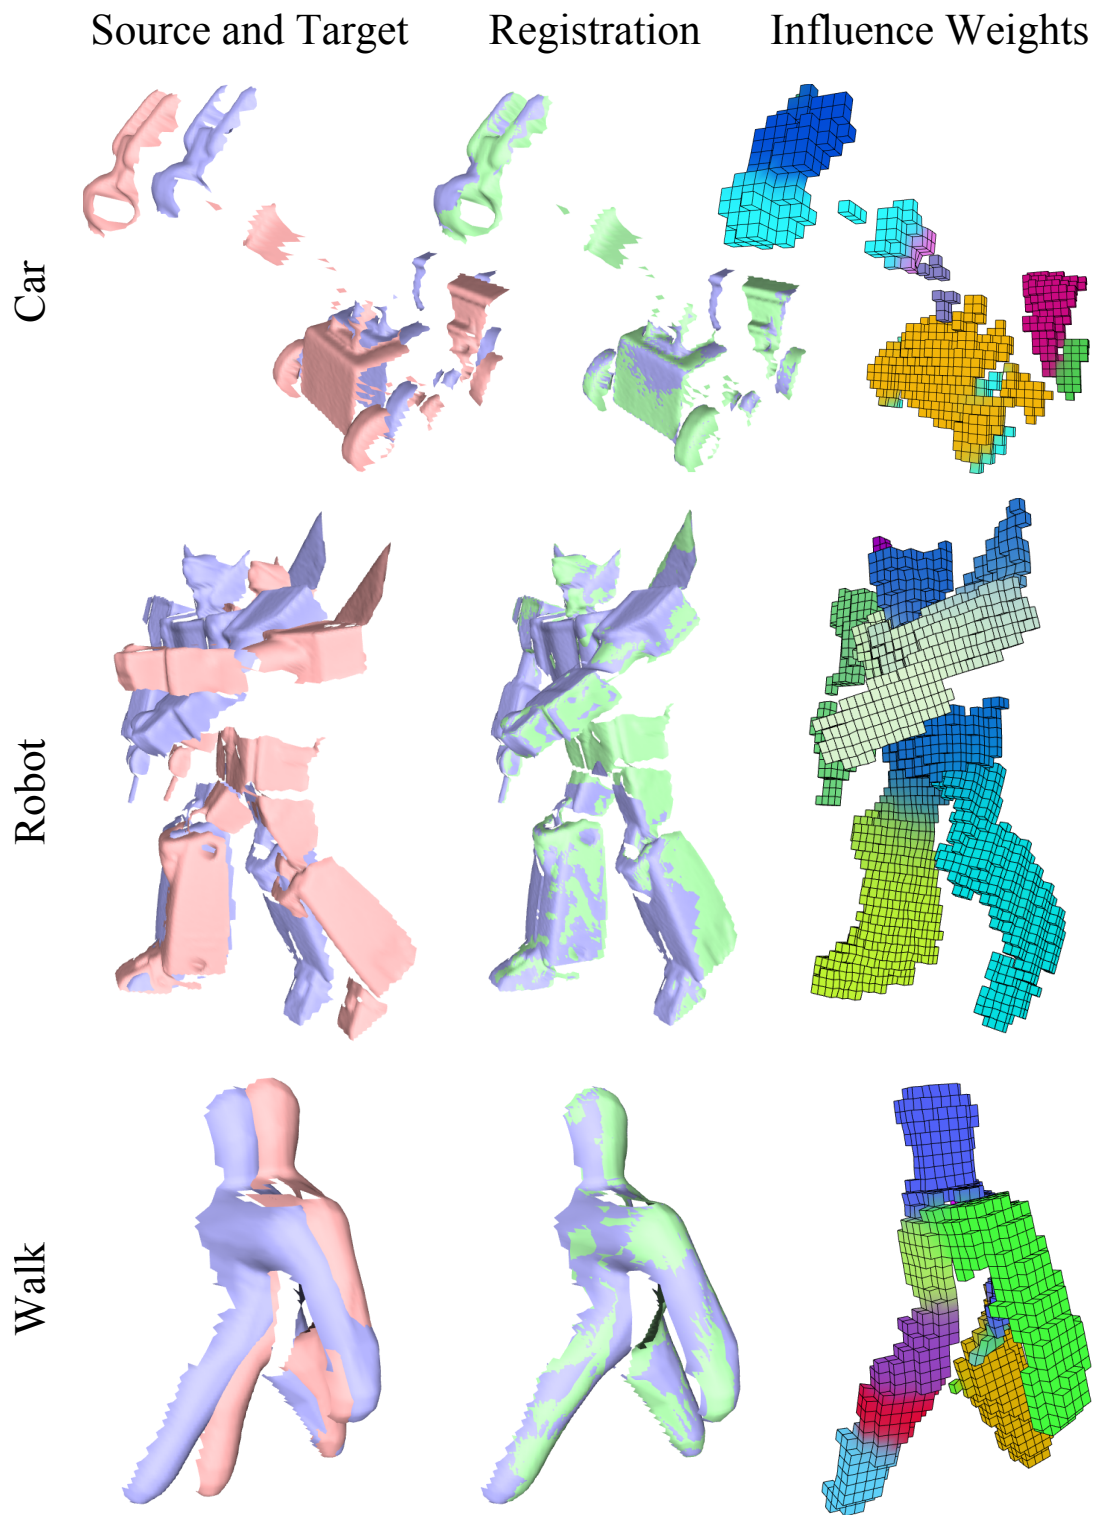 Source and Target
Registration
Influence Weights
Car
Robot
Walk